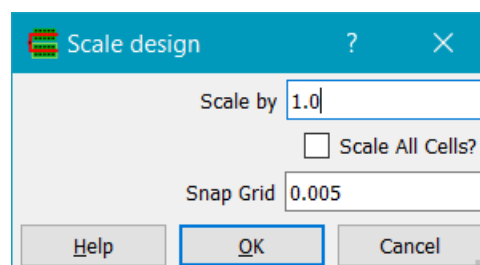 Scale design ?
Scale by 1.0
Scale All Cells?
Snap Grid 0.005
Help OK Cancel